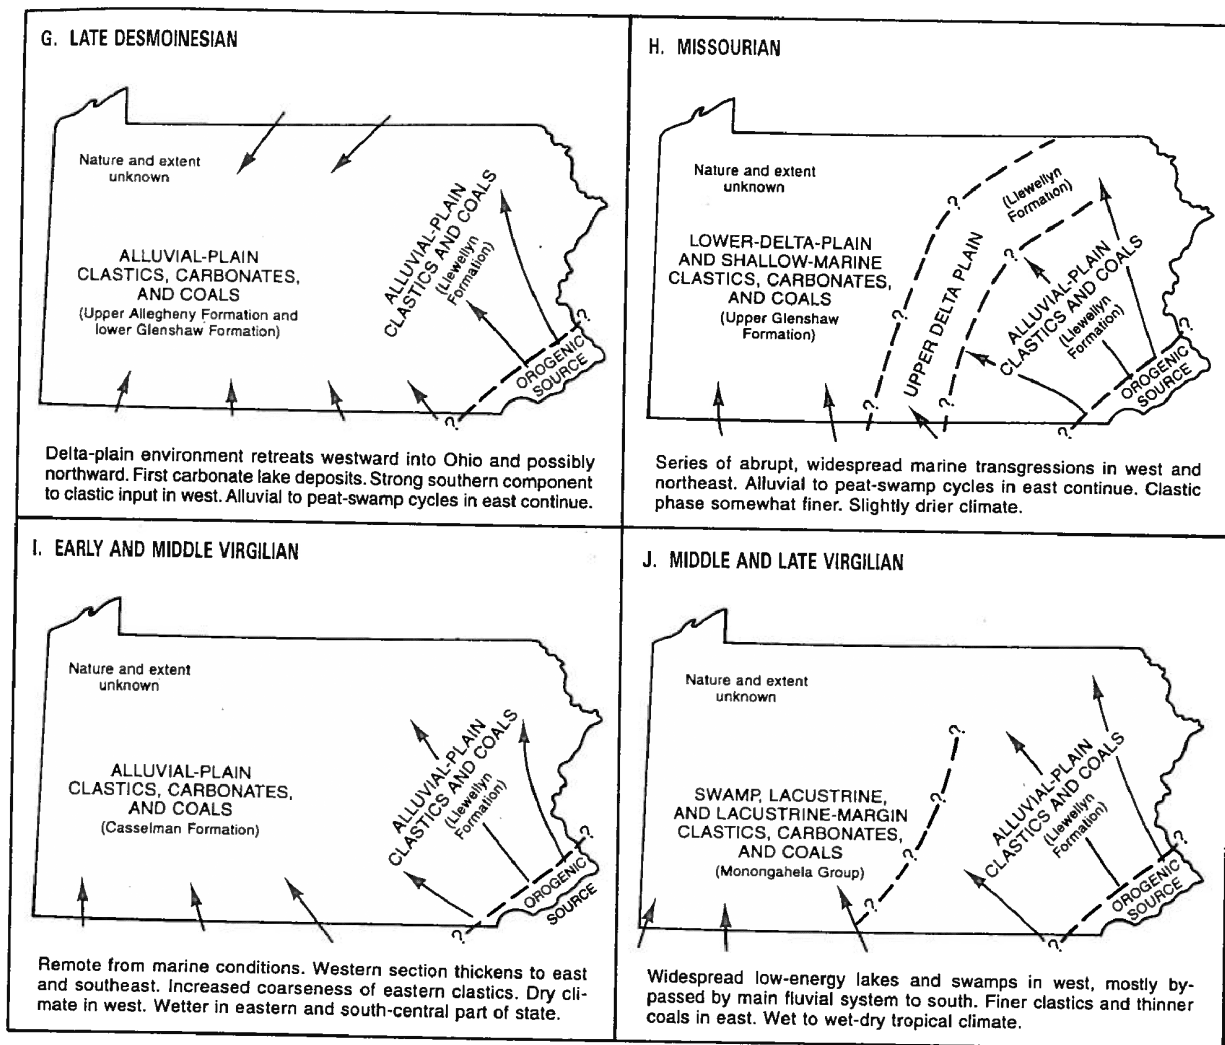 G. LATE DESMOINESIAN
Nature and extent
unknown
ALLUVIAL-PLAIN
CLASTICS, CARBONATES,
AND COALS
(Upper Allegheny Formation and
lower Glenshaw Formation)
ALLUVIAL-PLAIN
CLASTICS AND COALS
(Llewellyn
Formation)
?
OROGENIC
SOURCE
?
Delta-plain environment retreats westward into Ohio and possibly
northward. First carbonate lake deposits. Strong southern component
to clastic input in west. Alluvial to peat-swamp cycles in east continue.
H. MISSOURIAN
Nature and extent
unknown
LOWER-DELTA-PLAIN
AND SHALLOW-MARINE
CLASTICS, CARBONATES,
AND COALS
(Upper Glenshaw
Formation)
?
?
?
UPPER DELTA PLAIN
(Llewellyn
Formation)
?
?
?
ALLUVIAL-PLAIN
CLASTICS AND COALS
(Llewellyn
Formation)
?
OROGENIC
SOURCE
?
Series of abrupt, widespread marine transgressions in west and
northeast. Alluvial to peat-swamp cycles in east continue. Clastic
phase somewhat finer. Slightly drier climate.
I. EARLY AND MIDDLE VIRGILIAN
Nature and extent
unknown
ALLUVIAL-PLAIN
CLASTICS, CARBONATES,
AND COALS
(Casselman Formation)
ALLUVIAL-PLAIN
CLASTICS AND COALS
(Llewellyn
Formation)
?
OROGENIC
SOURCE
?
Remote from marine conditions. Western section thickens to east
and southeast. Increased coarseness of eastern clastics. Dry cli-
mate in west. Wetter in eastern and south-central part of state.
J. MIDDLE AND LATE VIRGILIAN
Nature and extent
unknown
SWAMP, LACUSTRINE,
AND LACUSTRINE-MARGIN
CLASTICS, CARBONATES,
AND COALS
(Monongahela Group)
?
?
?
?
ALLUVIAL-PLAIN
CLASTICS AND COALS
(Llewellyn
Formation)
?
OROGENIC
SOURCE
?
Widespread low-energy lakes and swamps in west, mostly by-
passed by main fluvial system to south. Finer clastics and thinner
coals in east. Wet to wet-dry tropical climate.